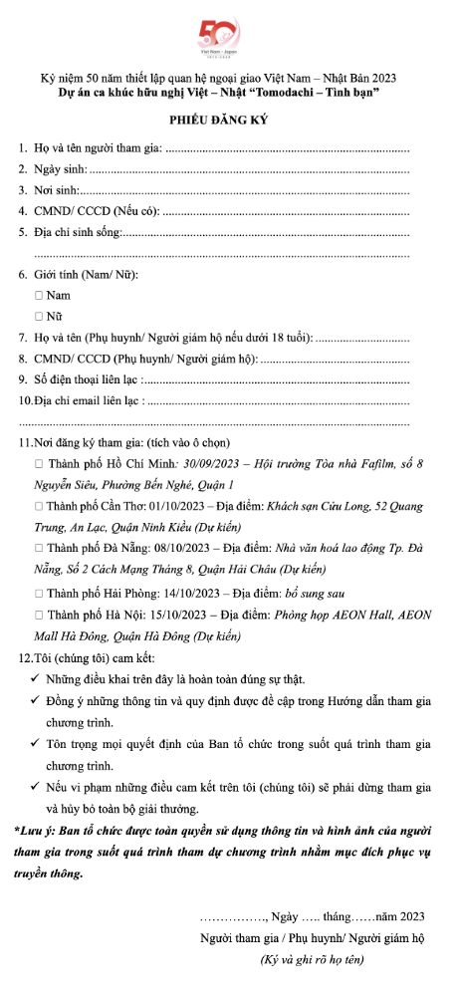 50
Việt Nam - Japan
1973-2023
Kỷ niệm 50 năm thiết lập quan hệ ngoại giao Việt Nam – Nhật Bản 2023
Dự án ca khúc hữu nghị Việt – Nhật “Tomodachi – Tình bạn”
PHIẾU ĐĂNG KÝ
1. Họ và tên người tham gia: ............................................................
2. Ngày sinh: ............................................................
3. Nơi sinh: ............................................................
4. CMND/ CCCD (Nếu có): ............................................................
5. Địa chỉ sinh sống: ............................................................
............................................................
6. Giới tính (Nam/ Nữ):
☐ Nam
☐ Nữ
7. Họ và tên (Phụ huynh/ Người giám hộ nếu dưới 18 tuổi): ..............................
8. CMND/ CCCD (Phụ huynh/ Người giám hộ): ........................................
9. Số điện thoại liên lạc : ............................................................
10.Địa chỉ email liên lạc : ............................................................
............................................................
11.Nơi đăng ký tham gia: (tích vào ô chọn)
☐ Thành phố Hồ Chí Minh: 30/09/2023 – Hội trường Tòa nhà Fafilm, số 8
Nguyễn Siêu, Phường Bến Nghé, Quận 1
☐ Thành phố Cần Thơ: 01/10/2023 – Địa điểm: Khách sạn Cửu Long, 52 Quang
Trung, An Lạc, Quận Ninh Kiều (Dự kiến)
☐ Thành phố Đà Nẵng: 08/10/2023 – Địa điểm: Nhà văn hoá lao động Tp. Đà
Nẵng, Số 2 Cách Mạng Tháng 8, Quận Hải Châu (Dự kiến)
☐ Thành phố Hải Phòng: 14/10/2023 – Địa điểm: bổ sung sau
☐ Thành phố Hà Nội: 15/10/2023 – Địa điểm: Phòng họp AEON Hall, AEON
Mall Hà Đông, Quận Hà Đông (Dự kiến)
12.Tôi (chúng tôi) cam kết:
✓ Những điều khai trên đây là hoàn toàn đúng sự thật.
✓ Đồng ý những thông tin và quy định được đề cập trong Hướng dẫn tham gia
chương trình.
✓ Tôn trọng mọi quyết định của Ban tổ chức trong suốt quá trình tham gia
chương trình.
✓ Nếu vi phạm những điều cam kết trên tôi (chúng tôi) sẽ phải dừng tham gia
và hủy bỏ toàn bộ giải thưởng.
*Lưu ý: Ban tổ chức được toàn quyền sử dụng thông tin và hình ảnh của người
tham gia trong suốt quá trình tham dự chương trình nhằm mục đích phục vụ
truyền thông.
………………, Ngày ….. tháng……năm 2023
Người tham gia / Phụ huynh/ Người giám hộ
(Ký và ghi rõ họ tên)